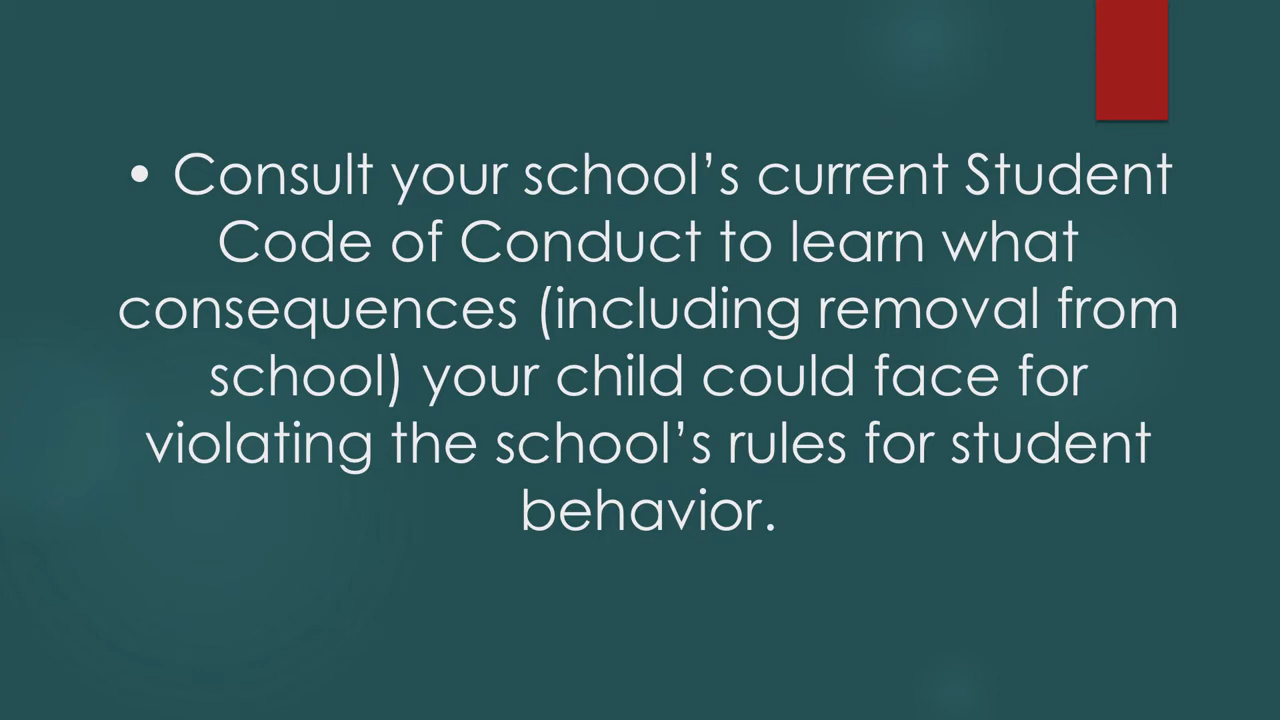 • Consult your school’s current Student
Code of Conduct to learn what
consequences (including removal from
school) your child could face for
violating the school’s rules for student
behavior.